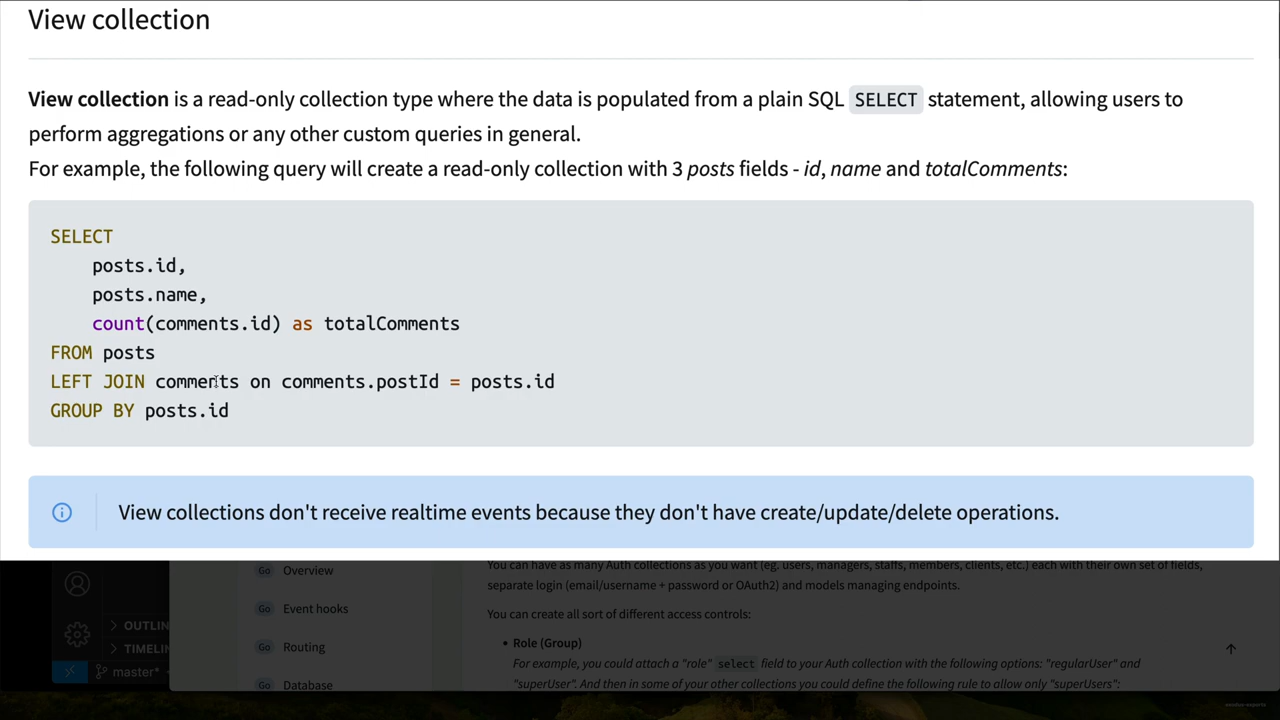 View collection
View collection is a read-only collection type where the data is populated from a plain SQL SELECT statement, allowing users to
perform aggregations or any other custom queries in general.
For example, the following query will create a read-only collection with 3 posts fields - id, name and totalComments:
SELECT
posts.id,
posts.name,
count(comments.id) as totalComments
FROM posts
LEFT JOIN comments on comments.postId = posts.id
GROUP BY posts.id
View collections don't receive realtime events because they don't have create/update/delete operations.
Go Overview
Go Event hooks
Go Routing
Go Database
OUTLIN
TIMELIN
master*
You can have as many Auth collections as you want (eg. users, managers, staffs, members, clients, etc.) each with their own set of fields,
separate login (email/username + password or OAuth2) and models managing endpoints.
You can create all sort of different access controls:
• Role (Group)
For example, you could attach a "role" select field to your Auth collection with the following options: "regularUser" and
"superUser". And then in some of your other collections you could define the following rule to allow only "superUsers":